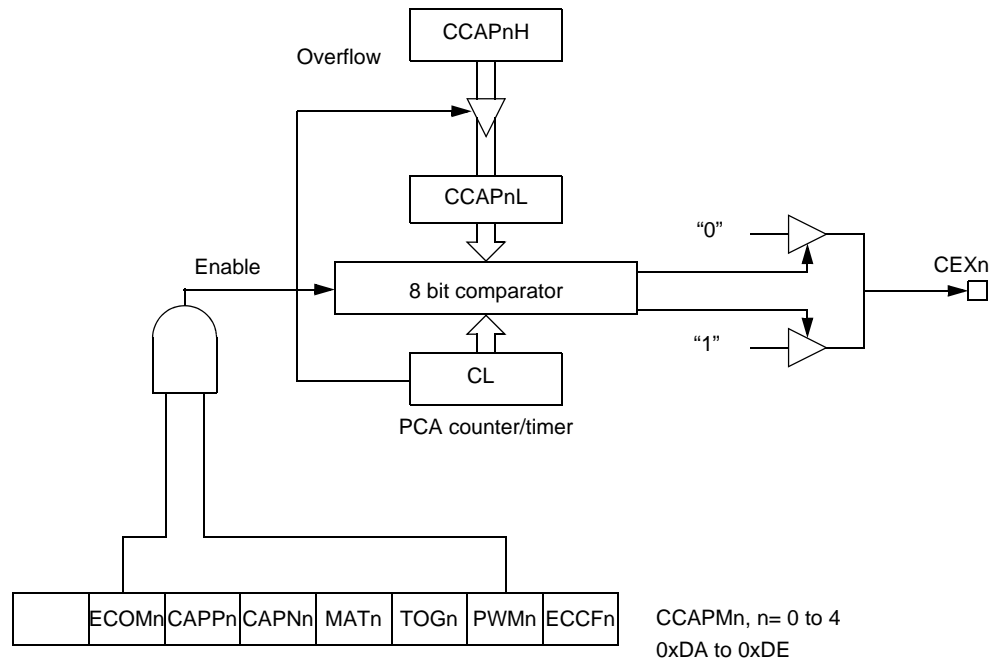 CCAPnH
Overflow
CCAPnL
“0”
Enable
8 bit comparator
CEXn
“1”
CL
PCA counter/timer
ECOMn CAPPn CAPNn MATn TOGn PWMn ECCFn
CCAPMn, n= 0 to 4
0xDA to 0xDE